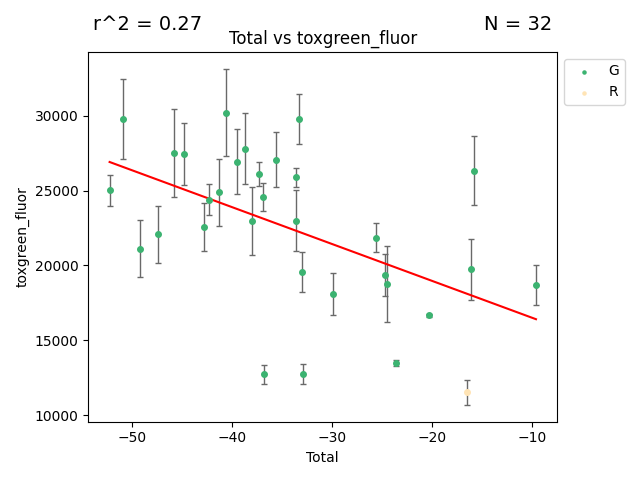 r^2 = 0.27
N = 32
Total vs toxgreen_fluor
G
R
30000
25000
20000
15000
10000
toxgreen_fluor
−50
−40
−30
−20
−10
Total